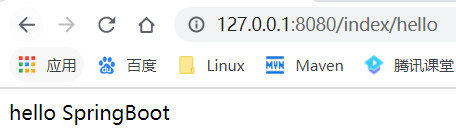 127.0.0.1:8080/index/hello
应用 百度 Linux MVN Maven 腾讯课堂
hello SpringBoot